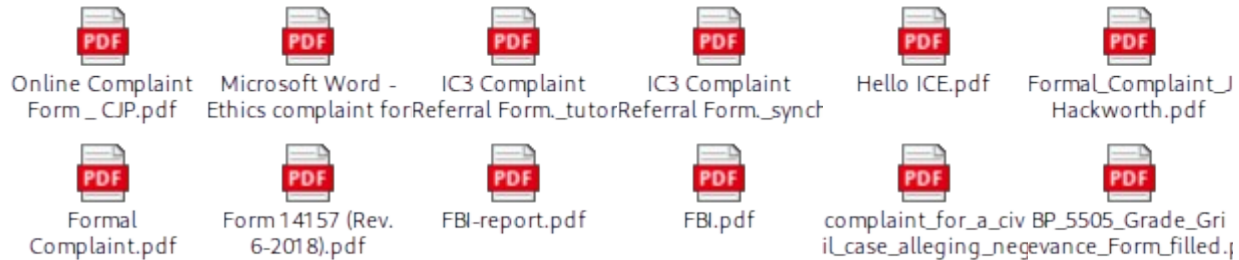 PDF PDF PDF PDF PDF PDF
Online Complaint Microsoft Word - IC3 Complaint IC3 Complaint Hello ICE.pdf Formal_Complaint_J
Form _ CJP.pdf Ethics complaint for Referral Form._tutor Referral Form._synch Hackworth.pdf
PDF PDF PDF PDF PDF PDF
Formal Form 14157 (Rev. FBI-report.pdf FBI.pdf complaint_for_a_civ BP_5505_Grade_Gri
Complaint.pdf 6-2018).pdf il_case_alleging_neg evance_Form_filled.p